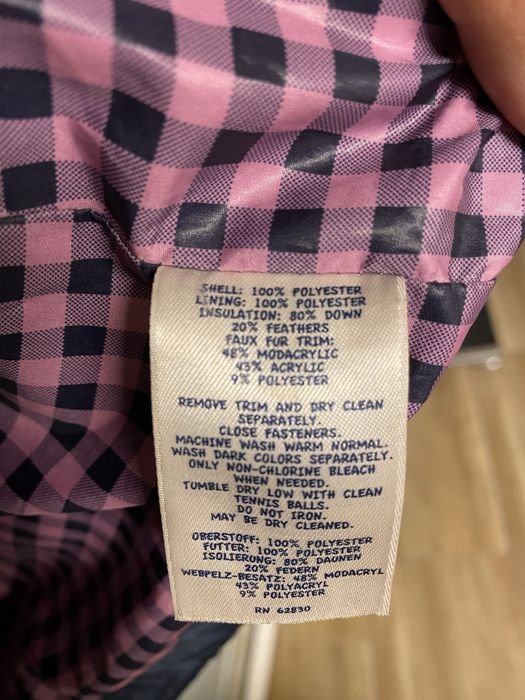 SHELL: 100% POLYESTER
LINING: 100% POLYESTER
INSULATION: 80% DOWN
20% FEATHERS
FAUX FUR TRIM:
48% MODACRYLIC
43% ACRYLIC
9% POLYESTER
REMOVE TRIM AND DRY CLEAN
SEPARATELY.
CLOSE FASTENERS.
MACHINE WASH WARM NORMAL.
WASH DARK COLORS SEPARATELY.
ONLY NON-CHLORINE BLEACH
WHEN NEEDED.
TUMBLE DRY LOW WITH CLEAN
TENNIS BALLS.
DO NOT IRON.
MAY BE DRY CLEANED.
OBERSTOFF: 100% POLYESTER
FUTTER: 100% POLYESTER
ISOLIERUNG: 80% DAUNEN
20% FEDERN
WEBPELZ-BESATZ: 48% MODACRYL
43% POLYACRYL
9% POLYESTER
RN 62830